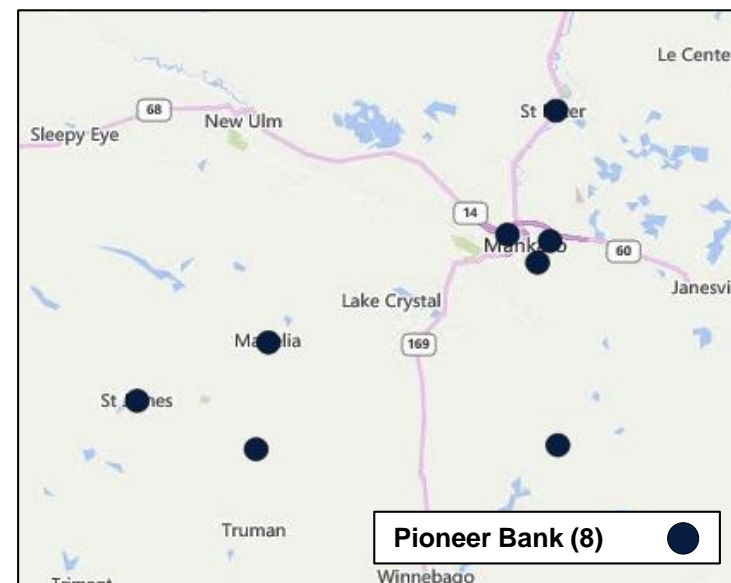 Le Cente
68
New Ulm
Sleepy Eye
14
60
Janesvi
Lake Crystal
169
Truman
Pioneer Bank (8)
Winnebago